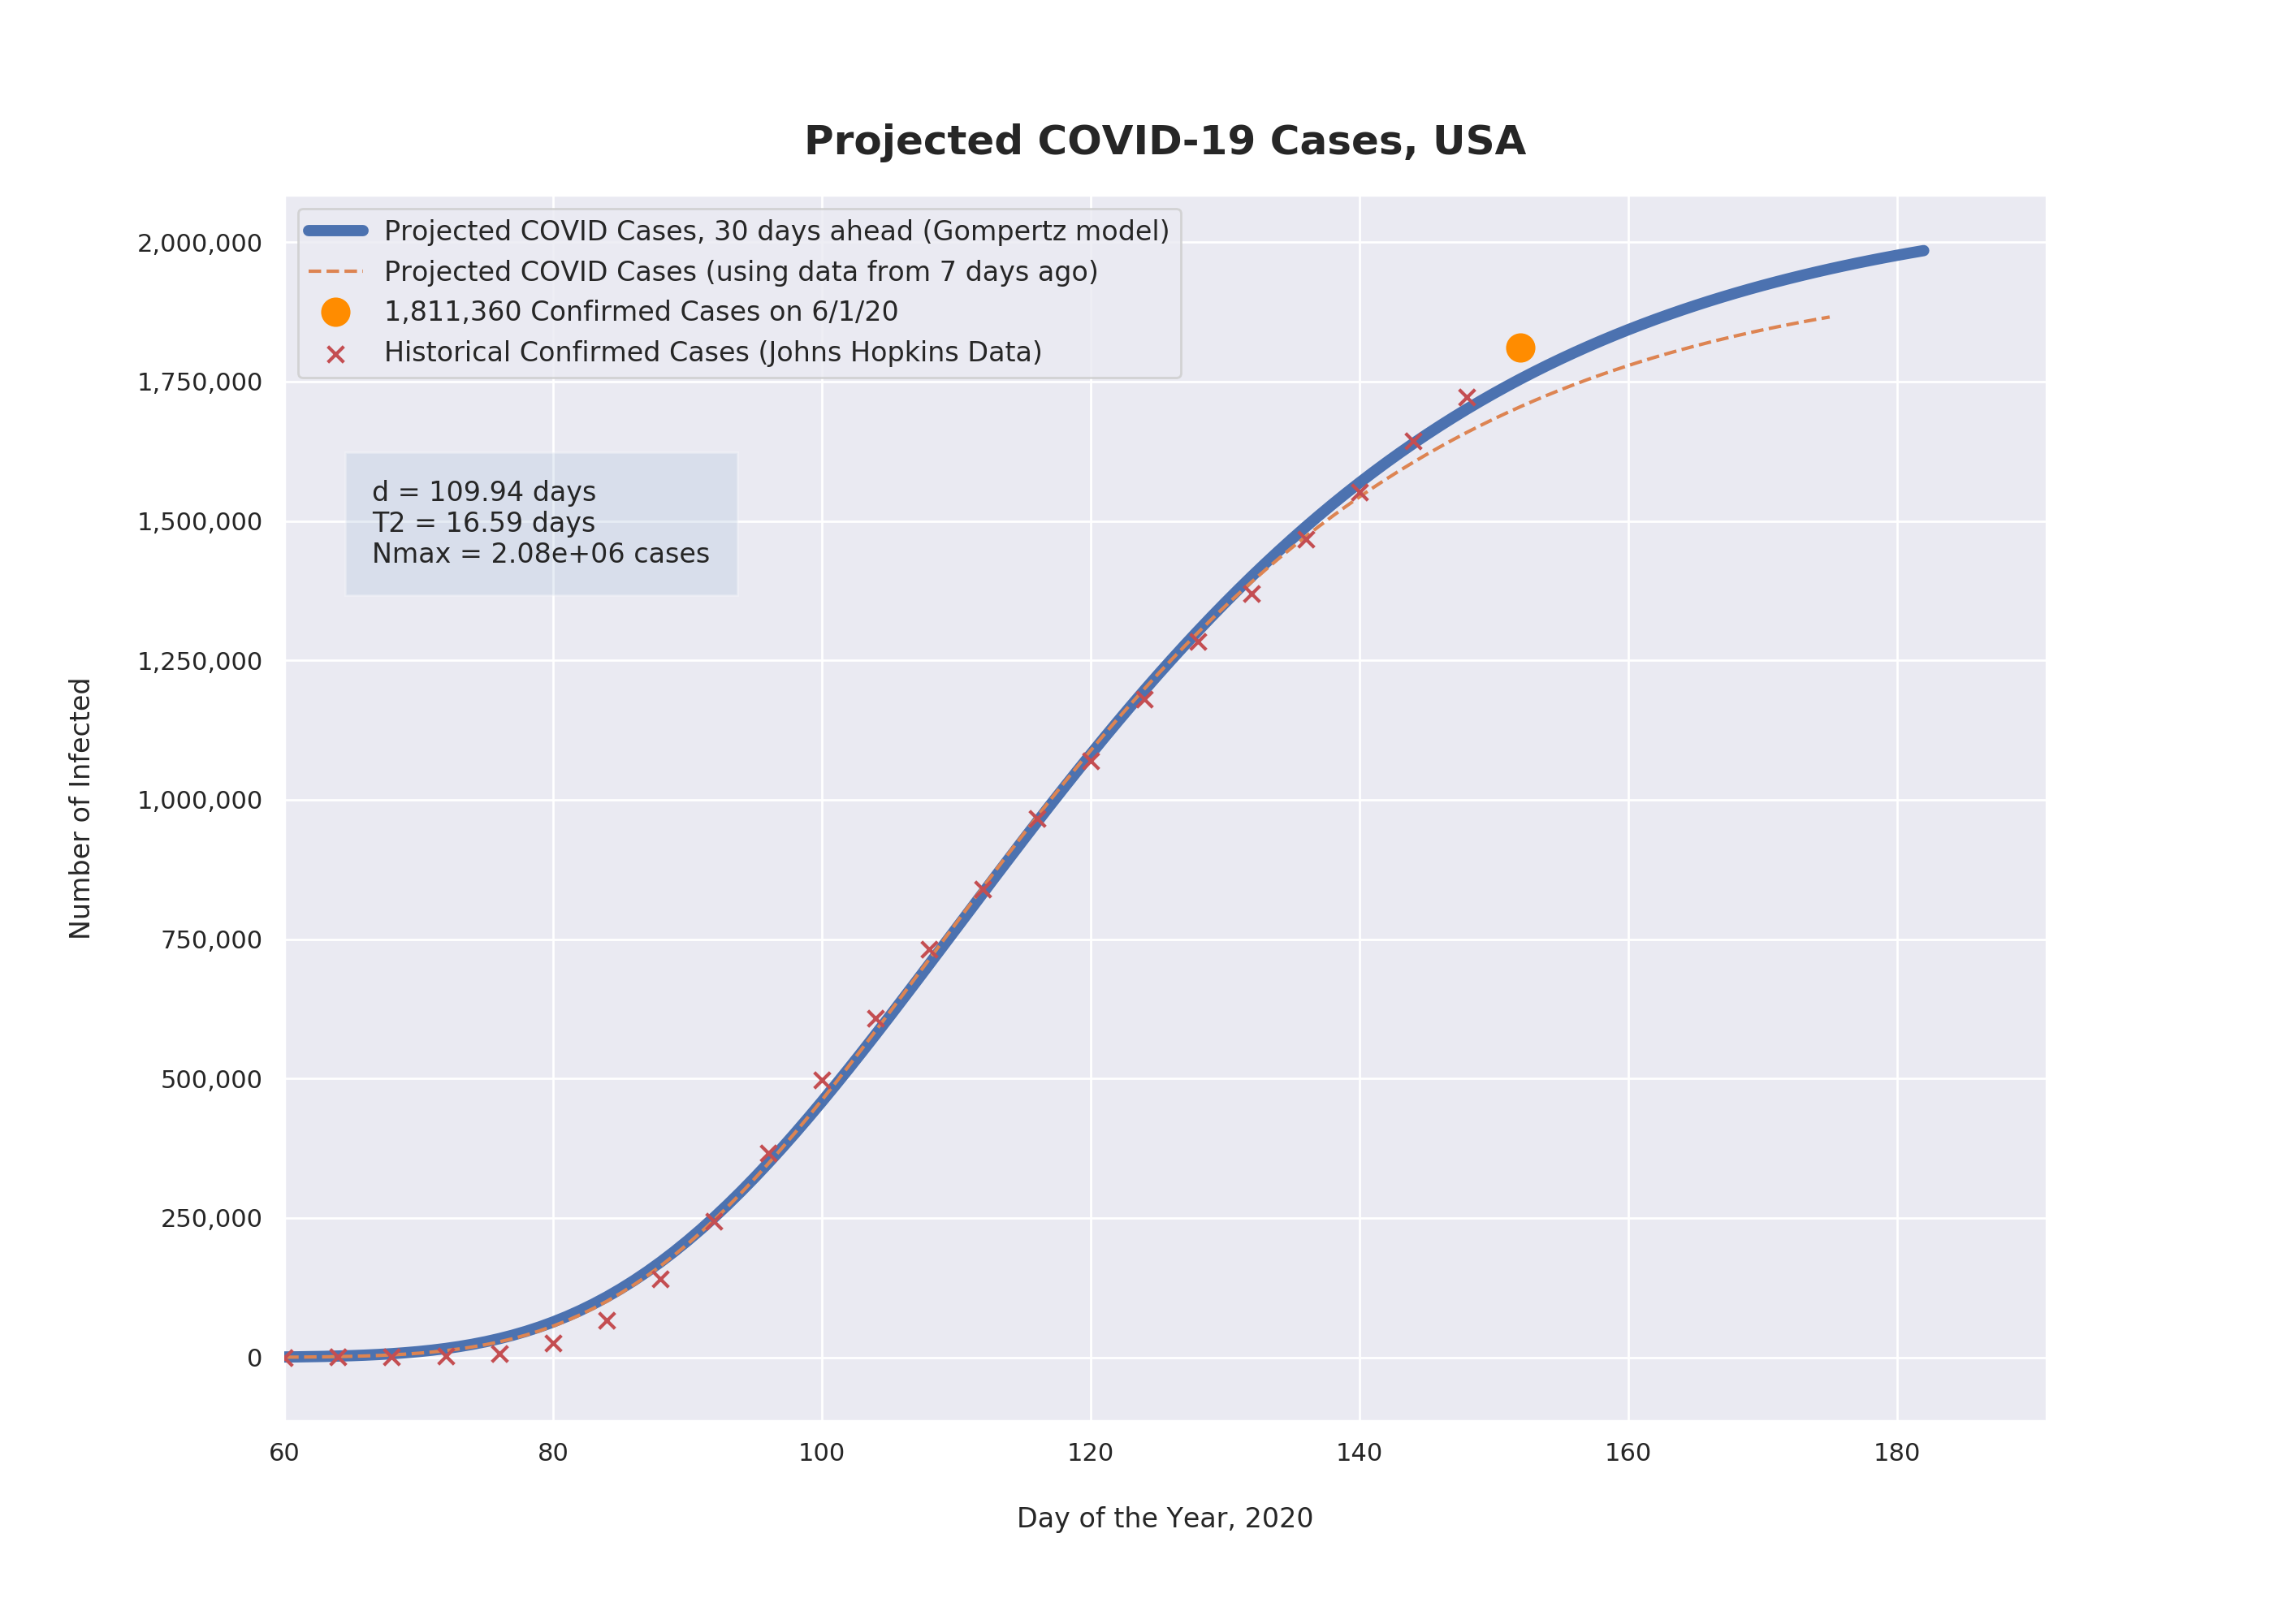 Projected COVID-19 Cases, USA
Projected COVID Cases, 30 days ahead (Gompertz model)
Projected COVID Cases (using data from 7 days ago)
1,811,360 Confirmed Cases on 6/1/20
Historical Confirmed Cases (Johns Hopkins Data)
d = 109.94 days
T2 = 16.59 days
Nmax = 2.08e+06 cases
Number of Infected
2,000,000
1,750,000
1,500,000
1,250,000
1,000,000
750,000
500,000
250,000
0
60 80 100 120 140 160 180
Day of the Year, 2020